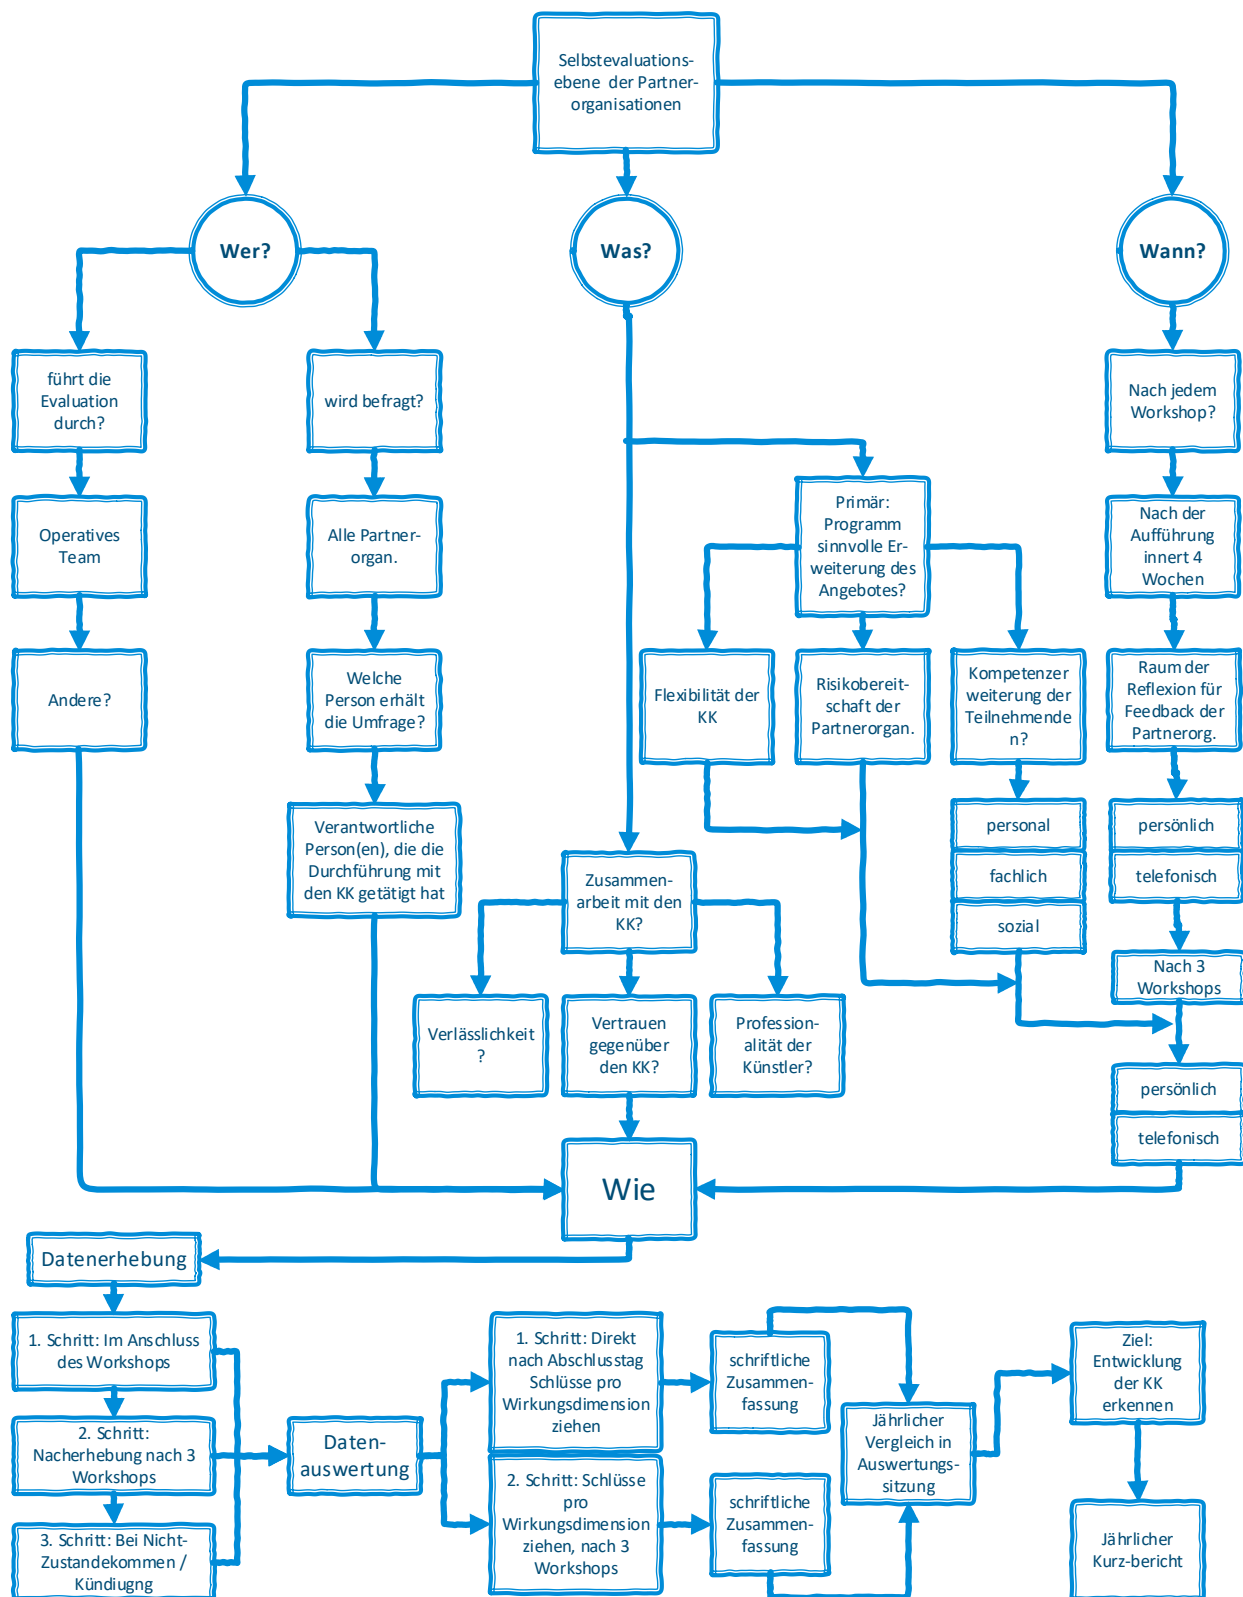 Selbstevaluations-
ebene der Partner-
organisationen
Wer?
Was?
Wann?
führt die
Evaluation
durch?
wird befragt?
Nach jedem
Workshop?
Operatives
Team
Alle Partner-
organ.
Primär:
Programm
sinnvolle Er-
weiterung des
Angebotes?
Nach der
Aufführung
innert 4
Wochen
Andere?
Welche
Person erhält
die Umfrage?
Flexibilität der
KK
Risikobereit-
schaft der
Partnerorgan.
Kompetenzer
weiterung der
Teilnehmende
n?
Raum der
Reflexion für
Feedback der
Partnerorg.
Verantwortliche
Person(en), die die
Durchführung mit
den KK getätigt hat
personal
fachlich
sozial
persönlich
telefonisch
Zusammen-
arbeit mit den
KK?
Nach 3
Workshops
Verlässlichkeit
?
Vertrauen
gegenüber
den KK?
Profession-
alität der
Künstler?
persönlich
telefonisch
Wie
Datenerhebung
1. Schritt: Im Anschluss
des Workshops
2. Schritt:
Nacherhebung nach 3
Workshops
3. Schritt: Bei Nicht-
Zustandekommen /
Kündiugng
Daten-
auswertung
1. Schritt: Direkt
nach Abschlusstag
Schlüsse pro
Wirkungsdimension
ziehen
2. Schritt: Schlüsse
pro
Wirkungsdimension
ziehen, nach 3
Workshops
schriftliche
Zusammen-
fassung
schriftliche
Zusammen-
fassung
Jährlicher
Vergleich in
Auswertungs-
sitzung
Ziel:
Entwicklung
der KK
erkennen
Jährlicher
Kurz-bericht